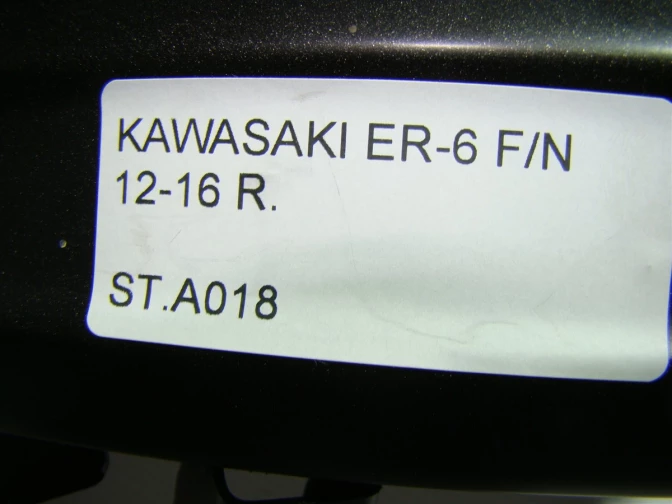 KAWASAKI ER-6 F/N
12-16 R.
ST.A018